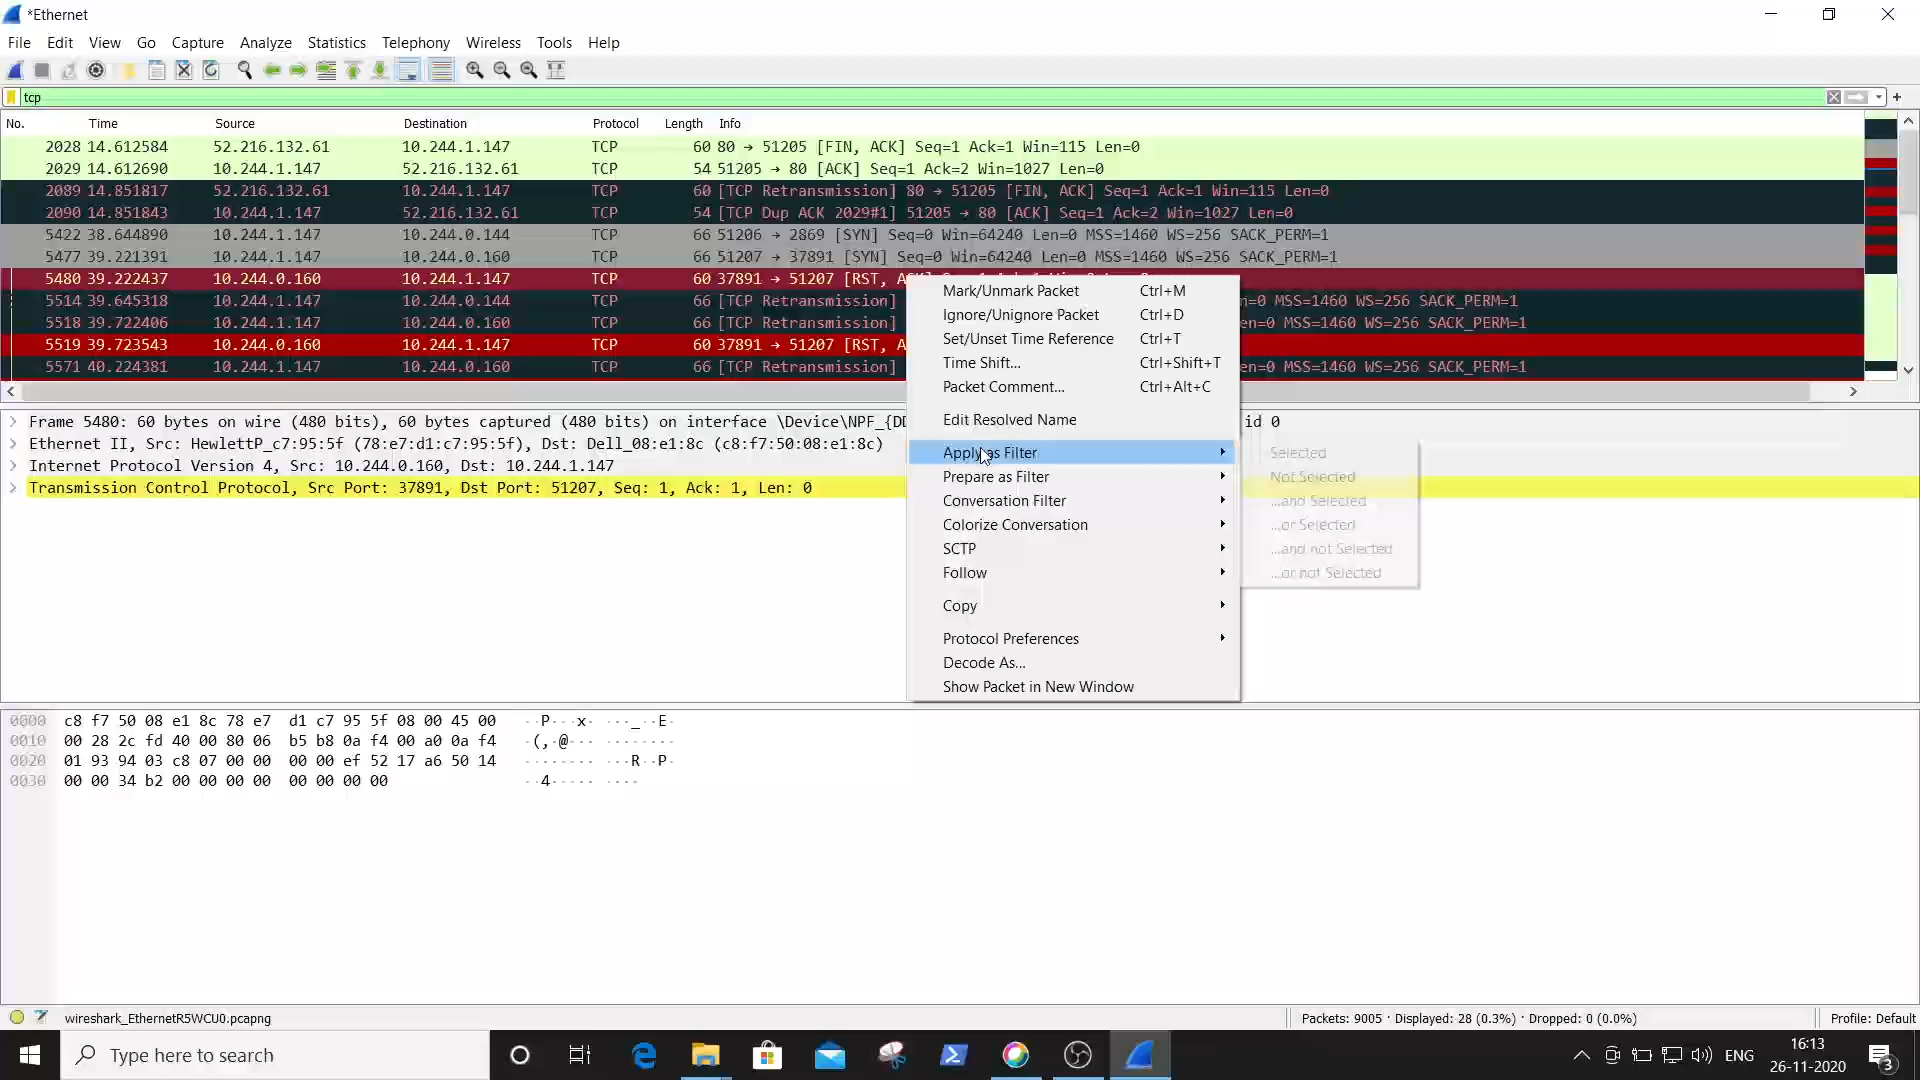 *Ethernet
File Edit View Go Capture Analyze Statistics Telephony Wireless Tools Help
tcp
No. Time Source Destination Protocol Length Info
2028 14.612584 52.216.132.61 10.244.1.147 TCP 60 80 → 51205 [FIN, ACK] Seq=1 Ack=1 Win=115 Len=0
2029 14.612690 10.244.1.147 52.216.132.61 TCP 54 51205 → 80 [ACK] Seq=1 Ack=2 Win=1027 Len=0
2089 14.851817 52.216.132.61 10.244.1.147 TCP 60 [TCP Retransmission] 80 → 51205 [FIN, ACK] Seq=1 Ack=1 Win=115 Len=0
2090 14.851843 10.244.1.147 52.216.132.61 TCP 54 [TCP Dup ACK 2029#1] 51205 → 80 [ACK] Seq=1 Ack=2 Win=1027 Len=0
5422 38.644890 10.244.1.147 10.244.0.144 TCP 66 51206 → 2869 [SYN] Seq=0 Win=64240 Len=0 MSS=1460 WS=256 SACK_PERM=1
5477 39.221391 10.244.1.147 10.244.0.160 TCP 66 51207 → 37891 [SYN] Seq=0 Win=64240 Len=0 MSS=1460 WS=256 SACK_PERM=1
5480 39.222437 10.244.0.160 10.244.1.147 TCP 60 37891 → 51207 [RST, A
5514 39.645318 10.244.1.147 10.244.0.144 TCP 66 [TCP Retransmission] n=0 MSS=1460 WS=256 SACK_PERM=1
5518 39.722406 10.244.1.147 10.244.0.160 TCP 66 [TCP Retransmission] en=0 MSS=1460 WS=256 SACK_PERM=1
5519 39.723543 10.244.0.160 10.244.1.147 TCP 60 37891 → 51207 [RST, A
5571 40.224381 10.244.1.147 10.244.0.160 TCP 66 [TCP Retransmission] en=0 MSS=1460 WS=256 SACK_PERM=1
Mark/Unmark Packet Ctrl+M
Ignore/Unignore Packet Ctrl+D
Set/Unset Time Reference Ctrl+T
Time Shift... Ctrl+Shift+T
Packet Comment... Ctrl+Alt+C
Edit Resolved Name
Apply as Filter
Prepare as Filter
Conversation Filter
Colorize Conversation
SCTP
Follow
Copy
Protocol Preferences
Decode As...
Show Packet in New Window
Selected
Not Selected
...and Selected
...or Selected
...and not Selected
...or not Selected
Frame 5480: 60 bytes on wire (480 bits), 60 bytes captured (480 bits) on interface \Device\NPF_{DD id 0
Ethernet II, Src: HewlettP_c7:95:5f (78:e7:d1:c7:95:5f), Dst: Dell_08:e1:8c (c8:f7:50:08:e1:8c)
Internet Protocol Version 4, Src: 10.244.0.160, Dst: 10.244.1.147
Transmission Control Protocol, Src Port: 37891, Dst Port: 51207, Seq: 1, Ack: 1, Len: 0
0000 c8 f7 50 08 e1 8c 78 e7 d1 c7 95 5f 08 00 45 00 ··P···x· ···_··E·
0010 00 28 2c fd 40 00 80 06 b5 b8 0a f4 00 a0 0a f4 ·(,·@··· ········
0020 01 93 94 03 c8 07 00 00 00 00 ef 52 17 a6 50 14 ········ ···R··P·
0030 00 00 34 b2 00 00 00 00 00 00 00 00 ··4····· ····
wireshark_EthernetR5WCU0.pcapng
Packets: 9005 · Displayed: 28 (0.3%) · Dropped: 0 (0.0%)
Profile: Default
Type here to search
ENG
16:13
26-11-2020
3